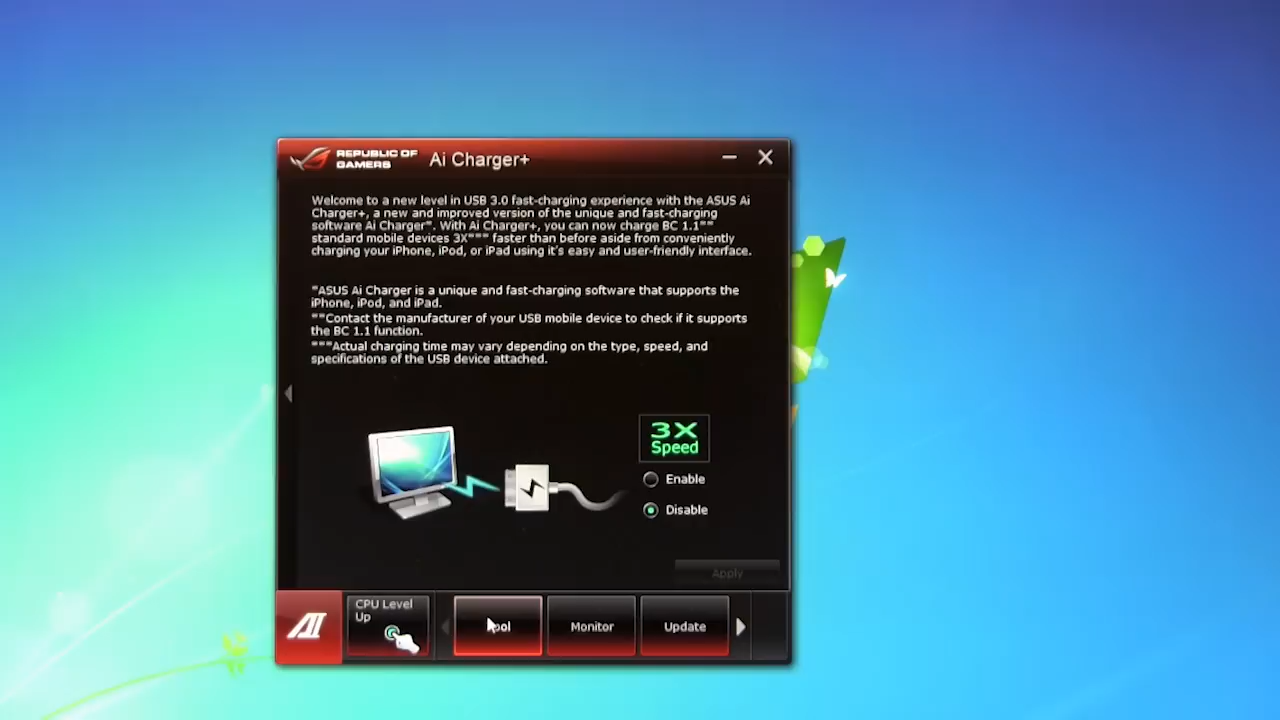 REPUBLIC OF
GAMERS
Ai Charger+
Welcome to a new level in USB 3.0 fast-charging experience with the ASUS Ai
Charger+, a new and improved version of the unique and fast-charging
software Ai Charger*. With Ai Charger+, you can now charge BC 1.1**
standard mobile devices 3X*** faster than before aside from conveniently
charging your iPhone, iPod, or iPad using it's easy and user-friendly interface.
*ASUS Ai Charger is a unique and fast-charging software that supports the
iPhone, iPod, and iPad.
**Contact the manufacturer of your USB mobile device to check if it supports
the BC 1.1 function.
***Actual charging time may vary depending on the type, speed, and
specifications of the USB device attached.
3X
Speed
Enable
Disable
Apply
AI
CPU Level
Up
Monitor
Update